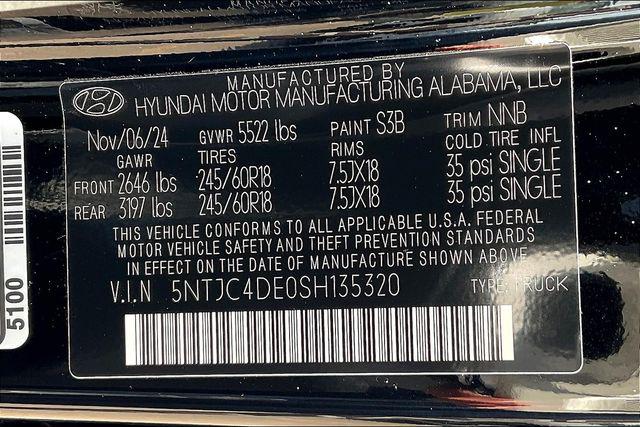 MANUFACTURED BY
HYUNDAI MOTOR MANUFACTURING ALABAMA, LLC
Nov/06/24 GVWR 5522 lbs PAINT S3B TRIM NNB
GAWR TIRES RIMS COLD TIRE INFL
FRONT 2646 lbs 245/60R18 7.5JX18 35 psi SINGLE
REAR 3197 lbs 245/60R18 7.5JX18 35 psi SINGLE
THIS VEHICLE CONFORMS TO ALL APPLICABLE U.S.A. FEDERAL
MOTOR VEHICLE SAFETY AND THEFT PREVENTION STANDARDS
IN EFFECT ON THE DATE OF MANUFACTURE SHOWN ABOVE
V.I.N 5NTJC4DE0SH135320 TYPE: TRUCK
5100